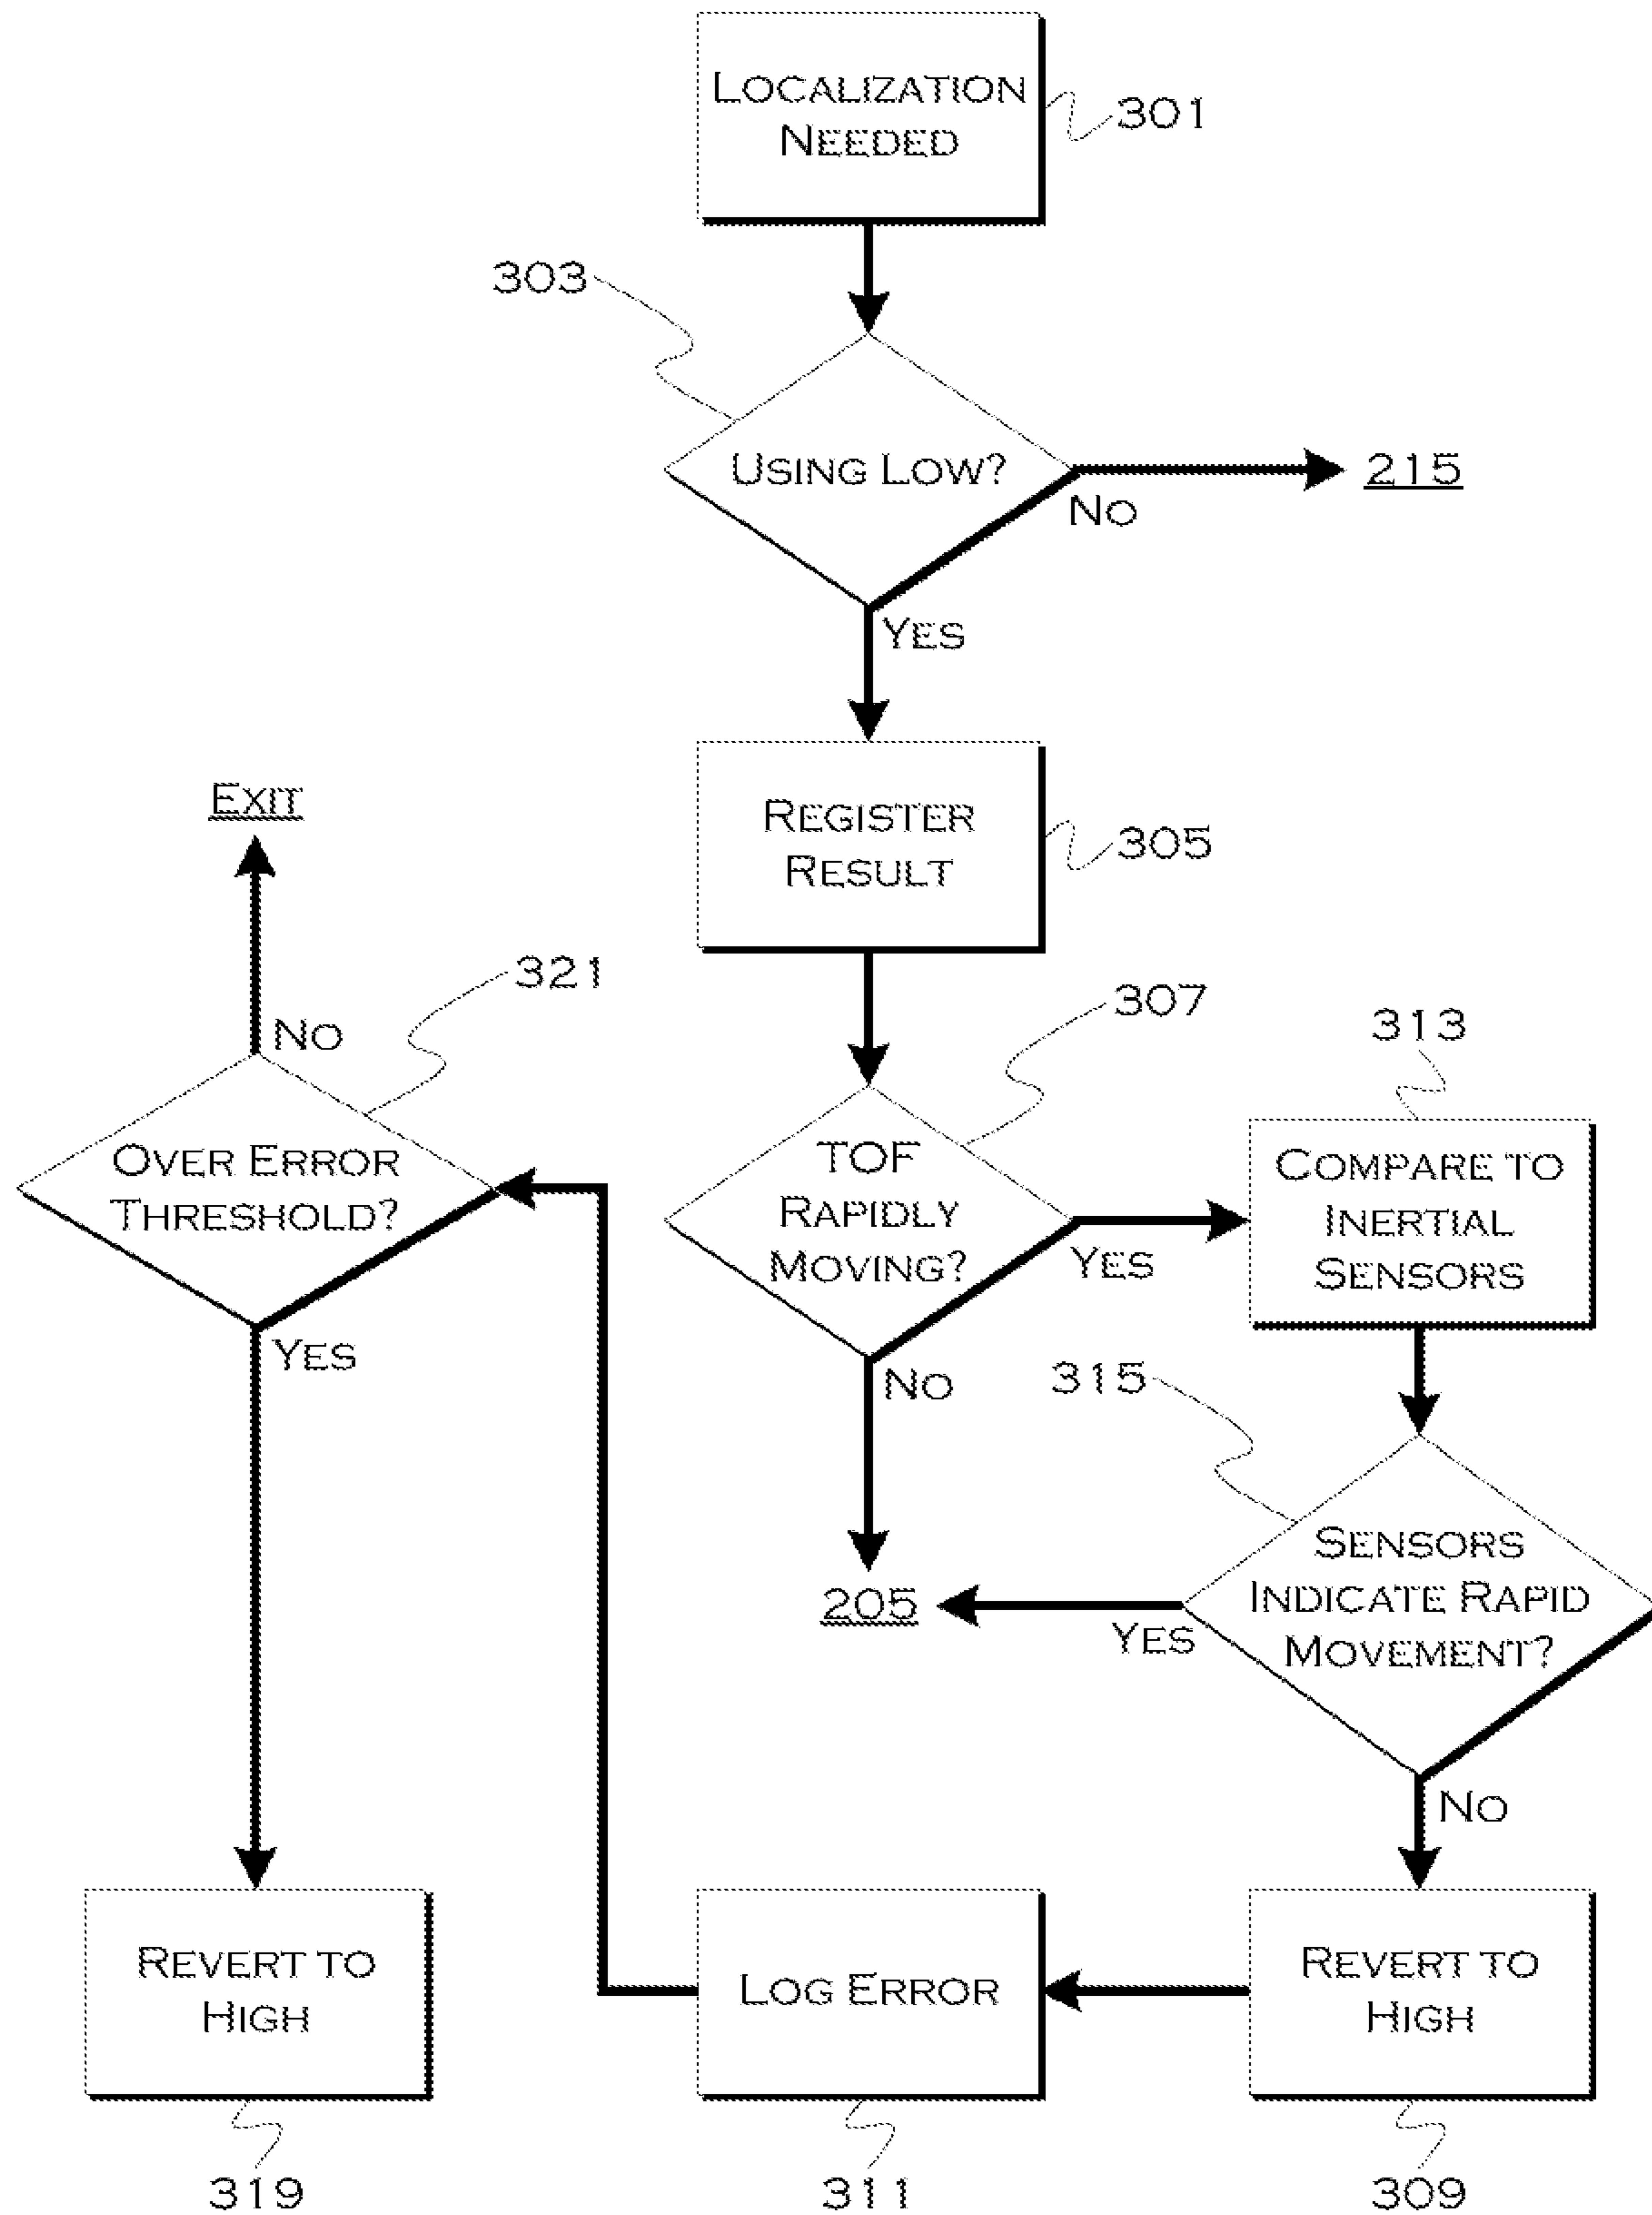 LOCALIZATION
NEEDED
301
303
USING LOW?
NO
215
YES
REGISTER
RESULT
305
EXIT
NO
321
OVER ERROR
THRESHOLD?
YES
307
TOF
RAPIDLY
MOVING?
YES
NO
313
COMPARE TO
INERTIAL
SENSORS
315
SENSORS
INDICATE RAPID
MOVEMENT?
YES
205
NO
REVERT TO
HIGH
319
LOG ERROR
311
REVERT TO
HIGH
309